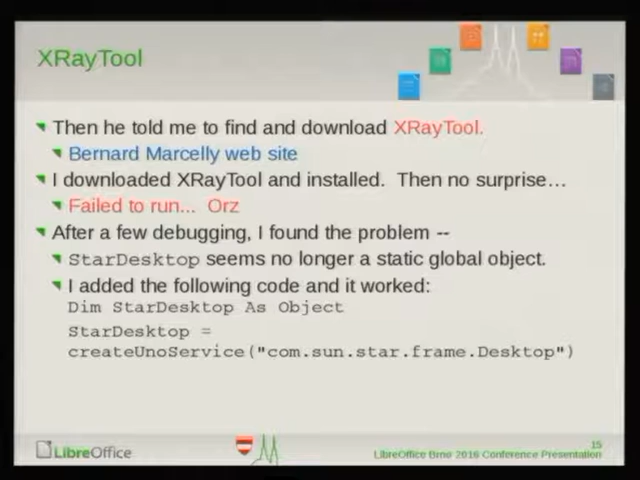 XRayTool
Then he told me to find and download XRayTool.
Bernard Marcelly web site
I downloaded XRayTool and installed. Then no surprise…
Failed to run... Orz
After a few debugging, I found the problem --
StarDesktop seems no longer a static global object.
I added the following code and it worked:
Dim StarDesktop As Object
StarDesktop =
createUnoService("com.sun.star.frame.Desktop")
LibreOffice
15
LibreOffice Brno 2016 Conference Presentation